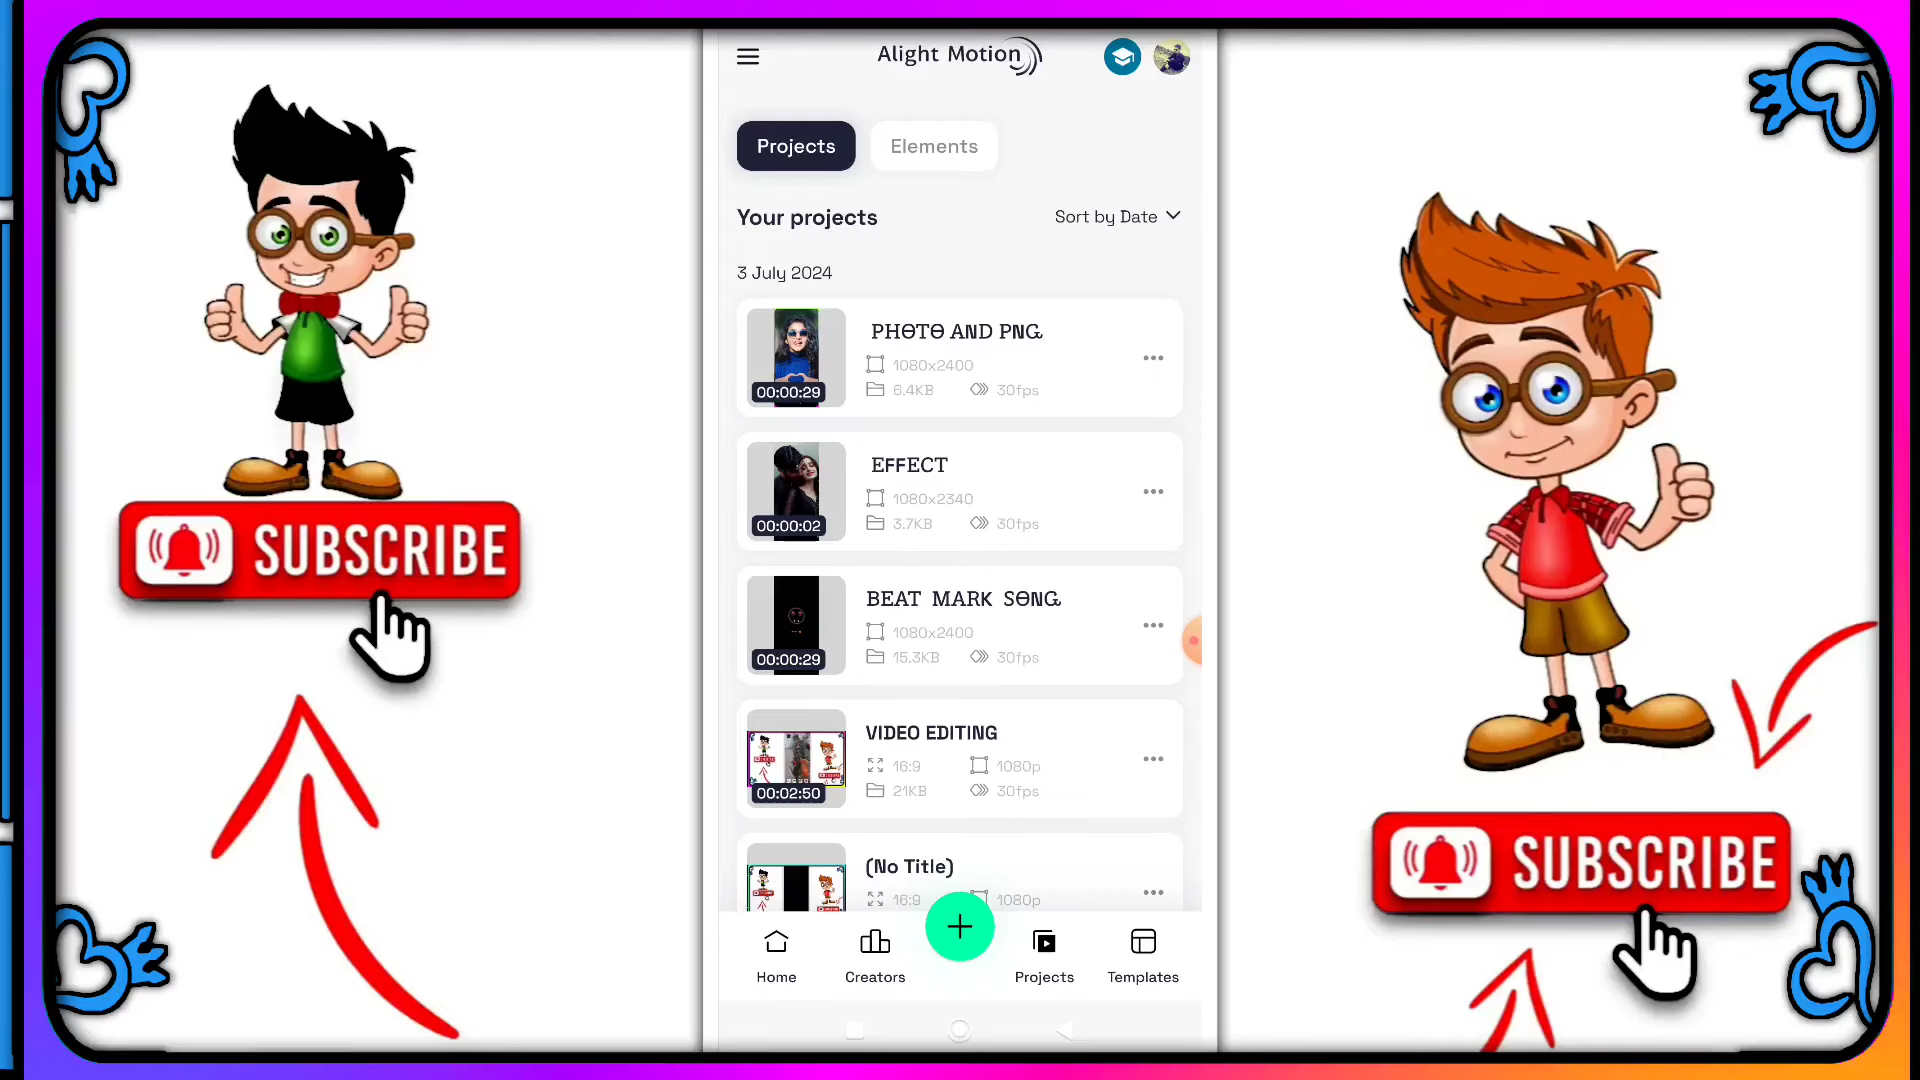 Alight Motion
Projects
Elements
Your projects
Sort by Date
3 July 2024
PHΘTΘ AND PNG
1080x2400
00:00:29
6.4KB
30fps
EFFECT
1080x2340
00:00:02
3.7KB
30fps
BEAT MARK SΘNG
1080x2400
00:00:29
15.3KB
30fps
VIDEO EDITING
16:9
1080p
00:02:50
21KB
30fps
(No Title)
16:9
1080p
Home
Creators
Projects
Templates
SUBSCRIBE
SUBSCRIBE